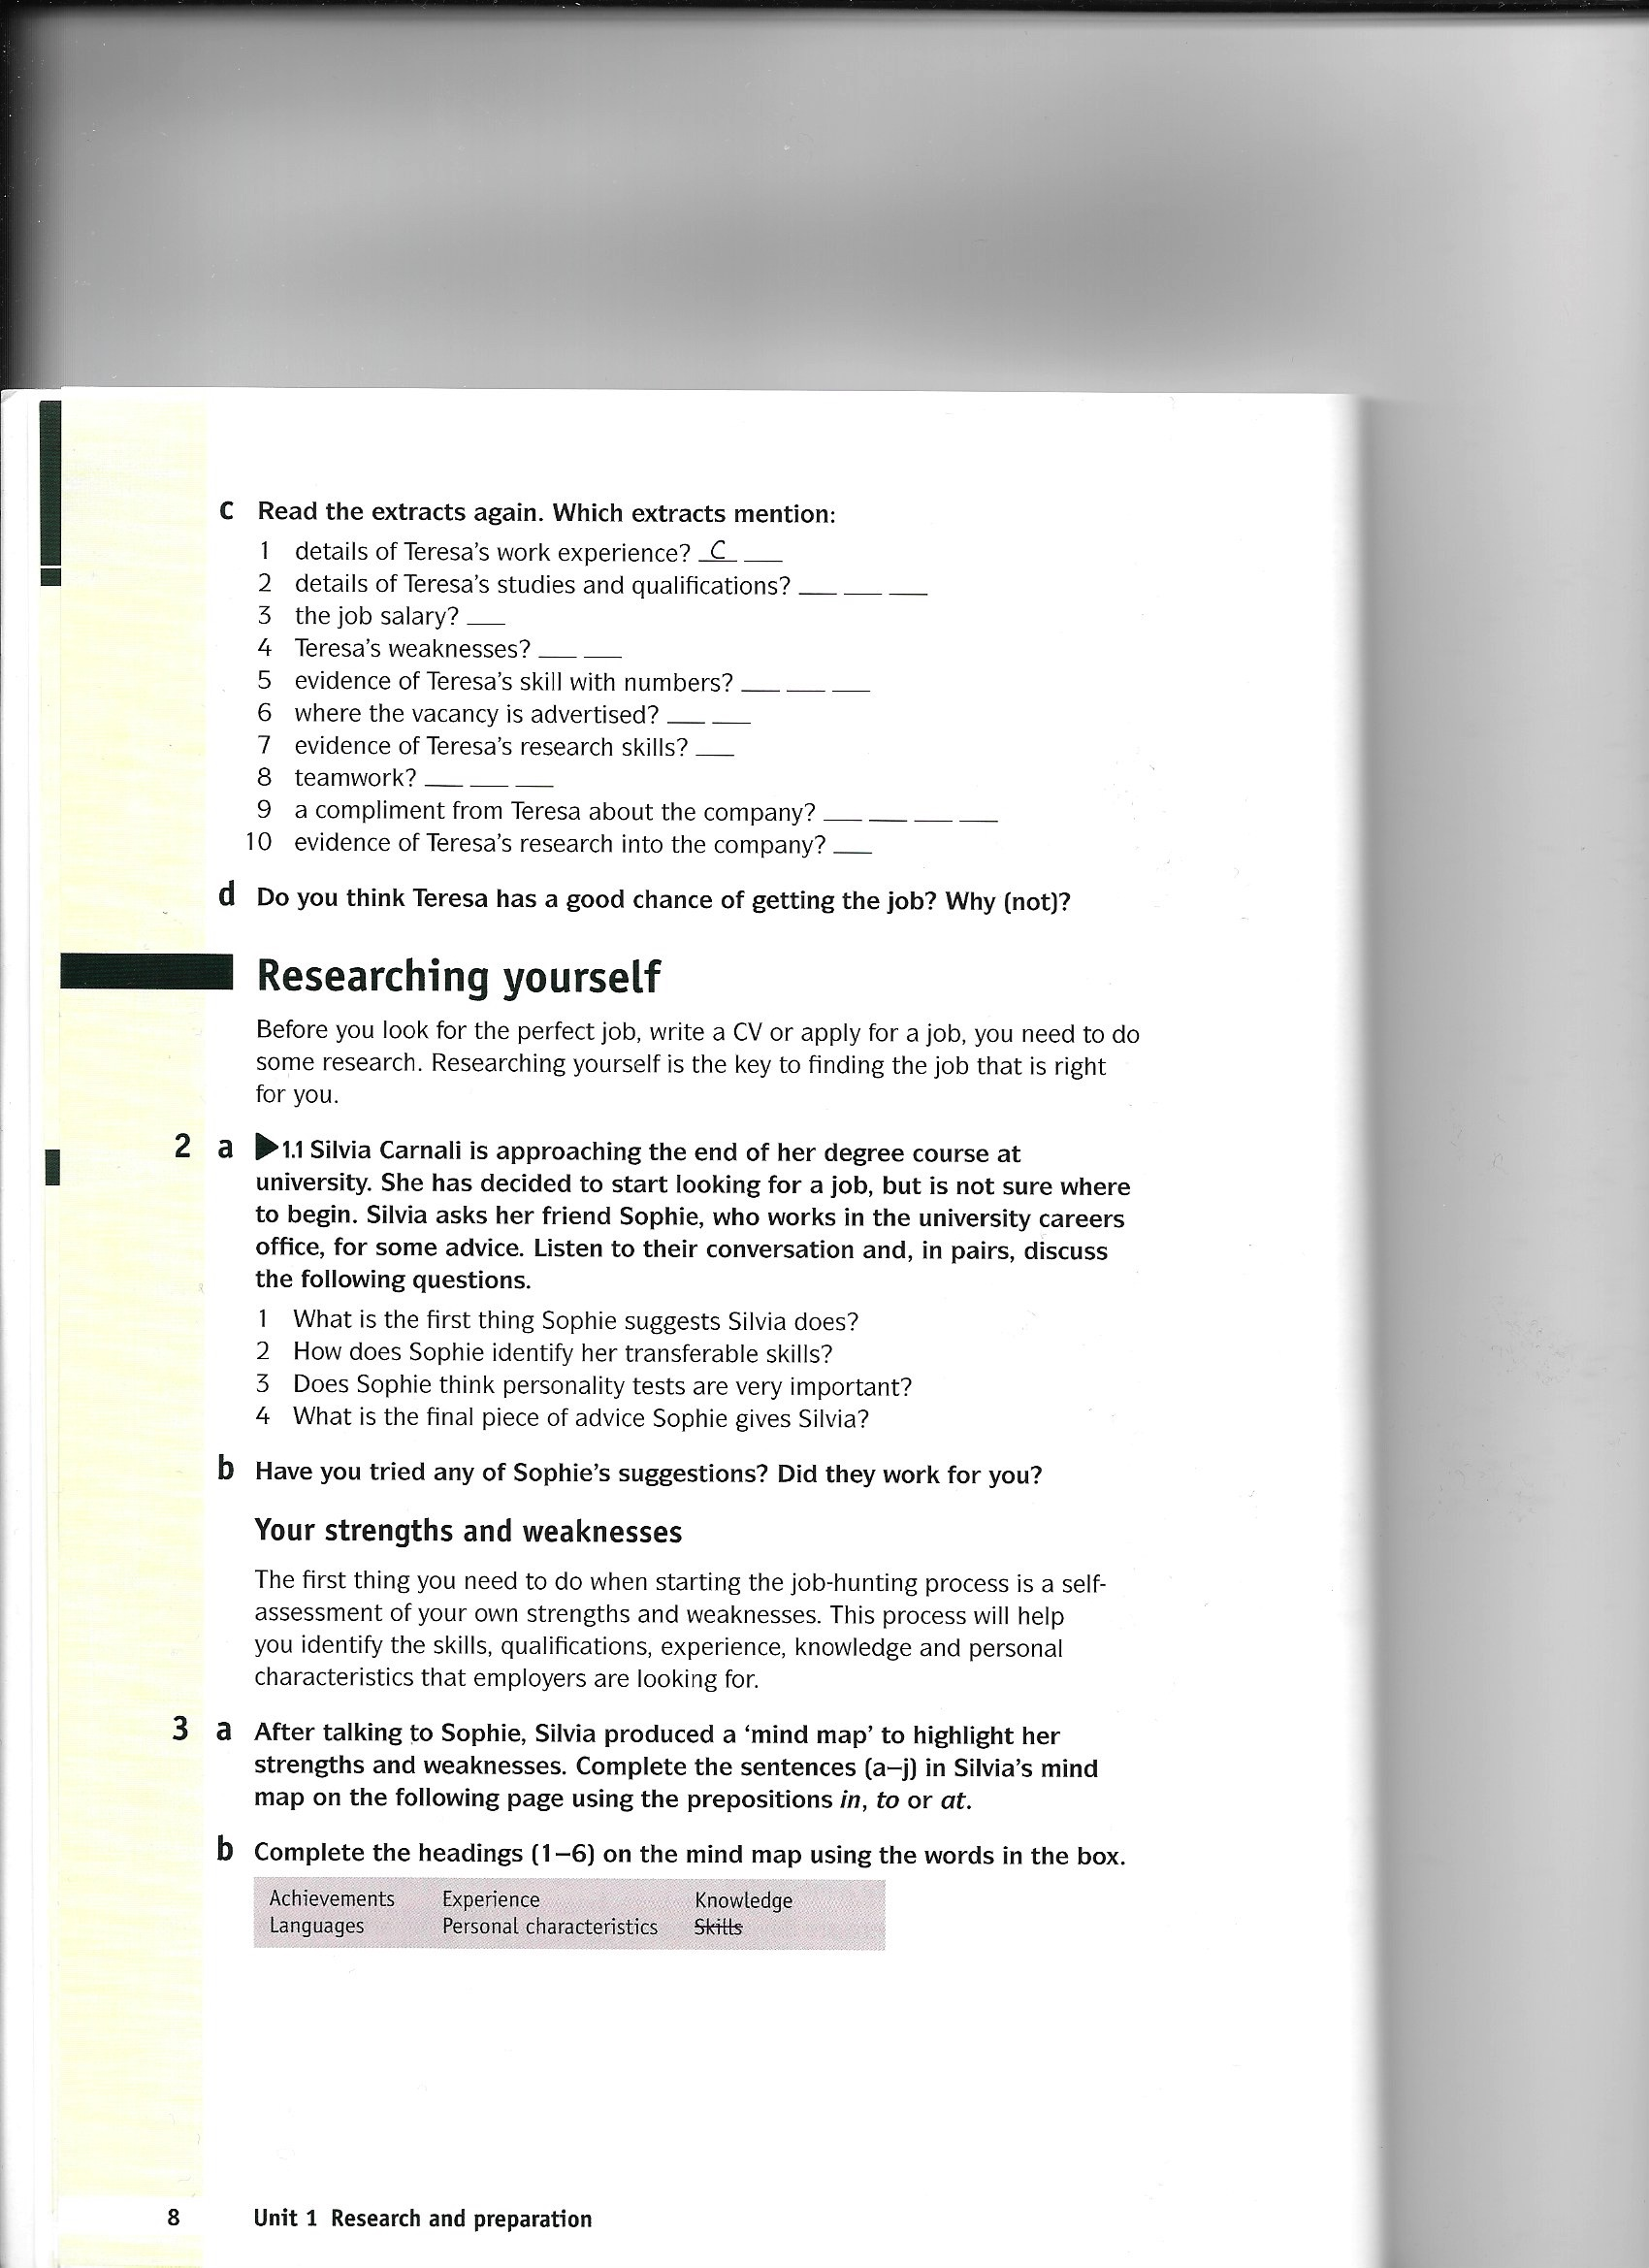 c Read the extracts again. Which extracts mention:
1 details of Teresa's work experience? C ___
2 details of Teresa's studies and qualifications? ___ ___ ___
3 the job salary? ___
4 Teresa's weaknesses? ___ ___
5 evidence of Teresa's skill with numbers? ___ ___ ___
6 where the vacancy is advertised? ___ ___
7 evidence of Teresa's research skills? ___
8 teamwork? ___ ___ ___
9 a compliment from Teresa about the company? ___ ___ ___ ___
10 evidence of Teresa's research into the company? ___
d Do you think Teresa has a good chance of getting the job? Why (not)?
Researching yourself
Before you look for the perfect job, write a CV or apply for a job, you need to do
some research. Researching yourself is the key to finding the job that is right
for you.
2 a ▶1.1 Silvia Carnali is approaching the end of her degree course at
university. She has decided to start looking for a job, but is not sure where
to begin. Silvia asks her friend Sophie, who works in the university careers
office, for some advice. Listen to their conversation and, in pairs, discuss
the following questions.
1 What is the first thing Sophie suggests Silvia does?
2 How does Sophie identify her transferable skills?
3 Does Sophie think personality tests are very important?
4 What is the final piece of advice Sophie gives Silvia?
b Have you tried any of Sophie's suggestions? Did they work for you?
Your strengths and weaknesses
The first thing you need to do when starting the job-hunting process is a self-
assessment of your own strengths and weaknesses. This process will help
you identify the skills, qualifications, experience, knowledge and personal
characteristics that employers are looking for.
3 a After talking to Sophie, Silvia produced a 'mind map' to highlight her
strengths and weaknesses. Complete the sentences (a–j) in Silvia's mind
map on the following page using the prepositions in, to or at.
b Complete the headings (1–6) on the mind map using the words in the box.
Achievements Experience Knowledge
Languages Personal characteristics Skills
8 Unit 1 Research and preparation